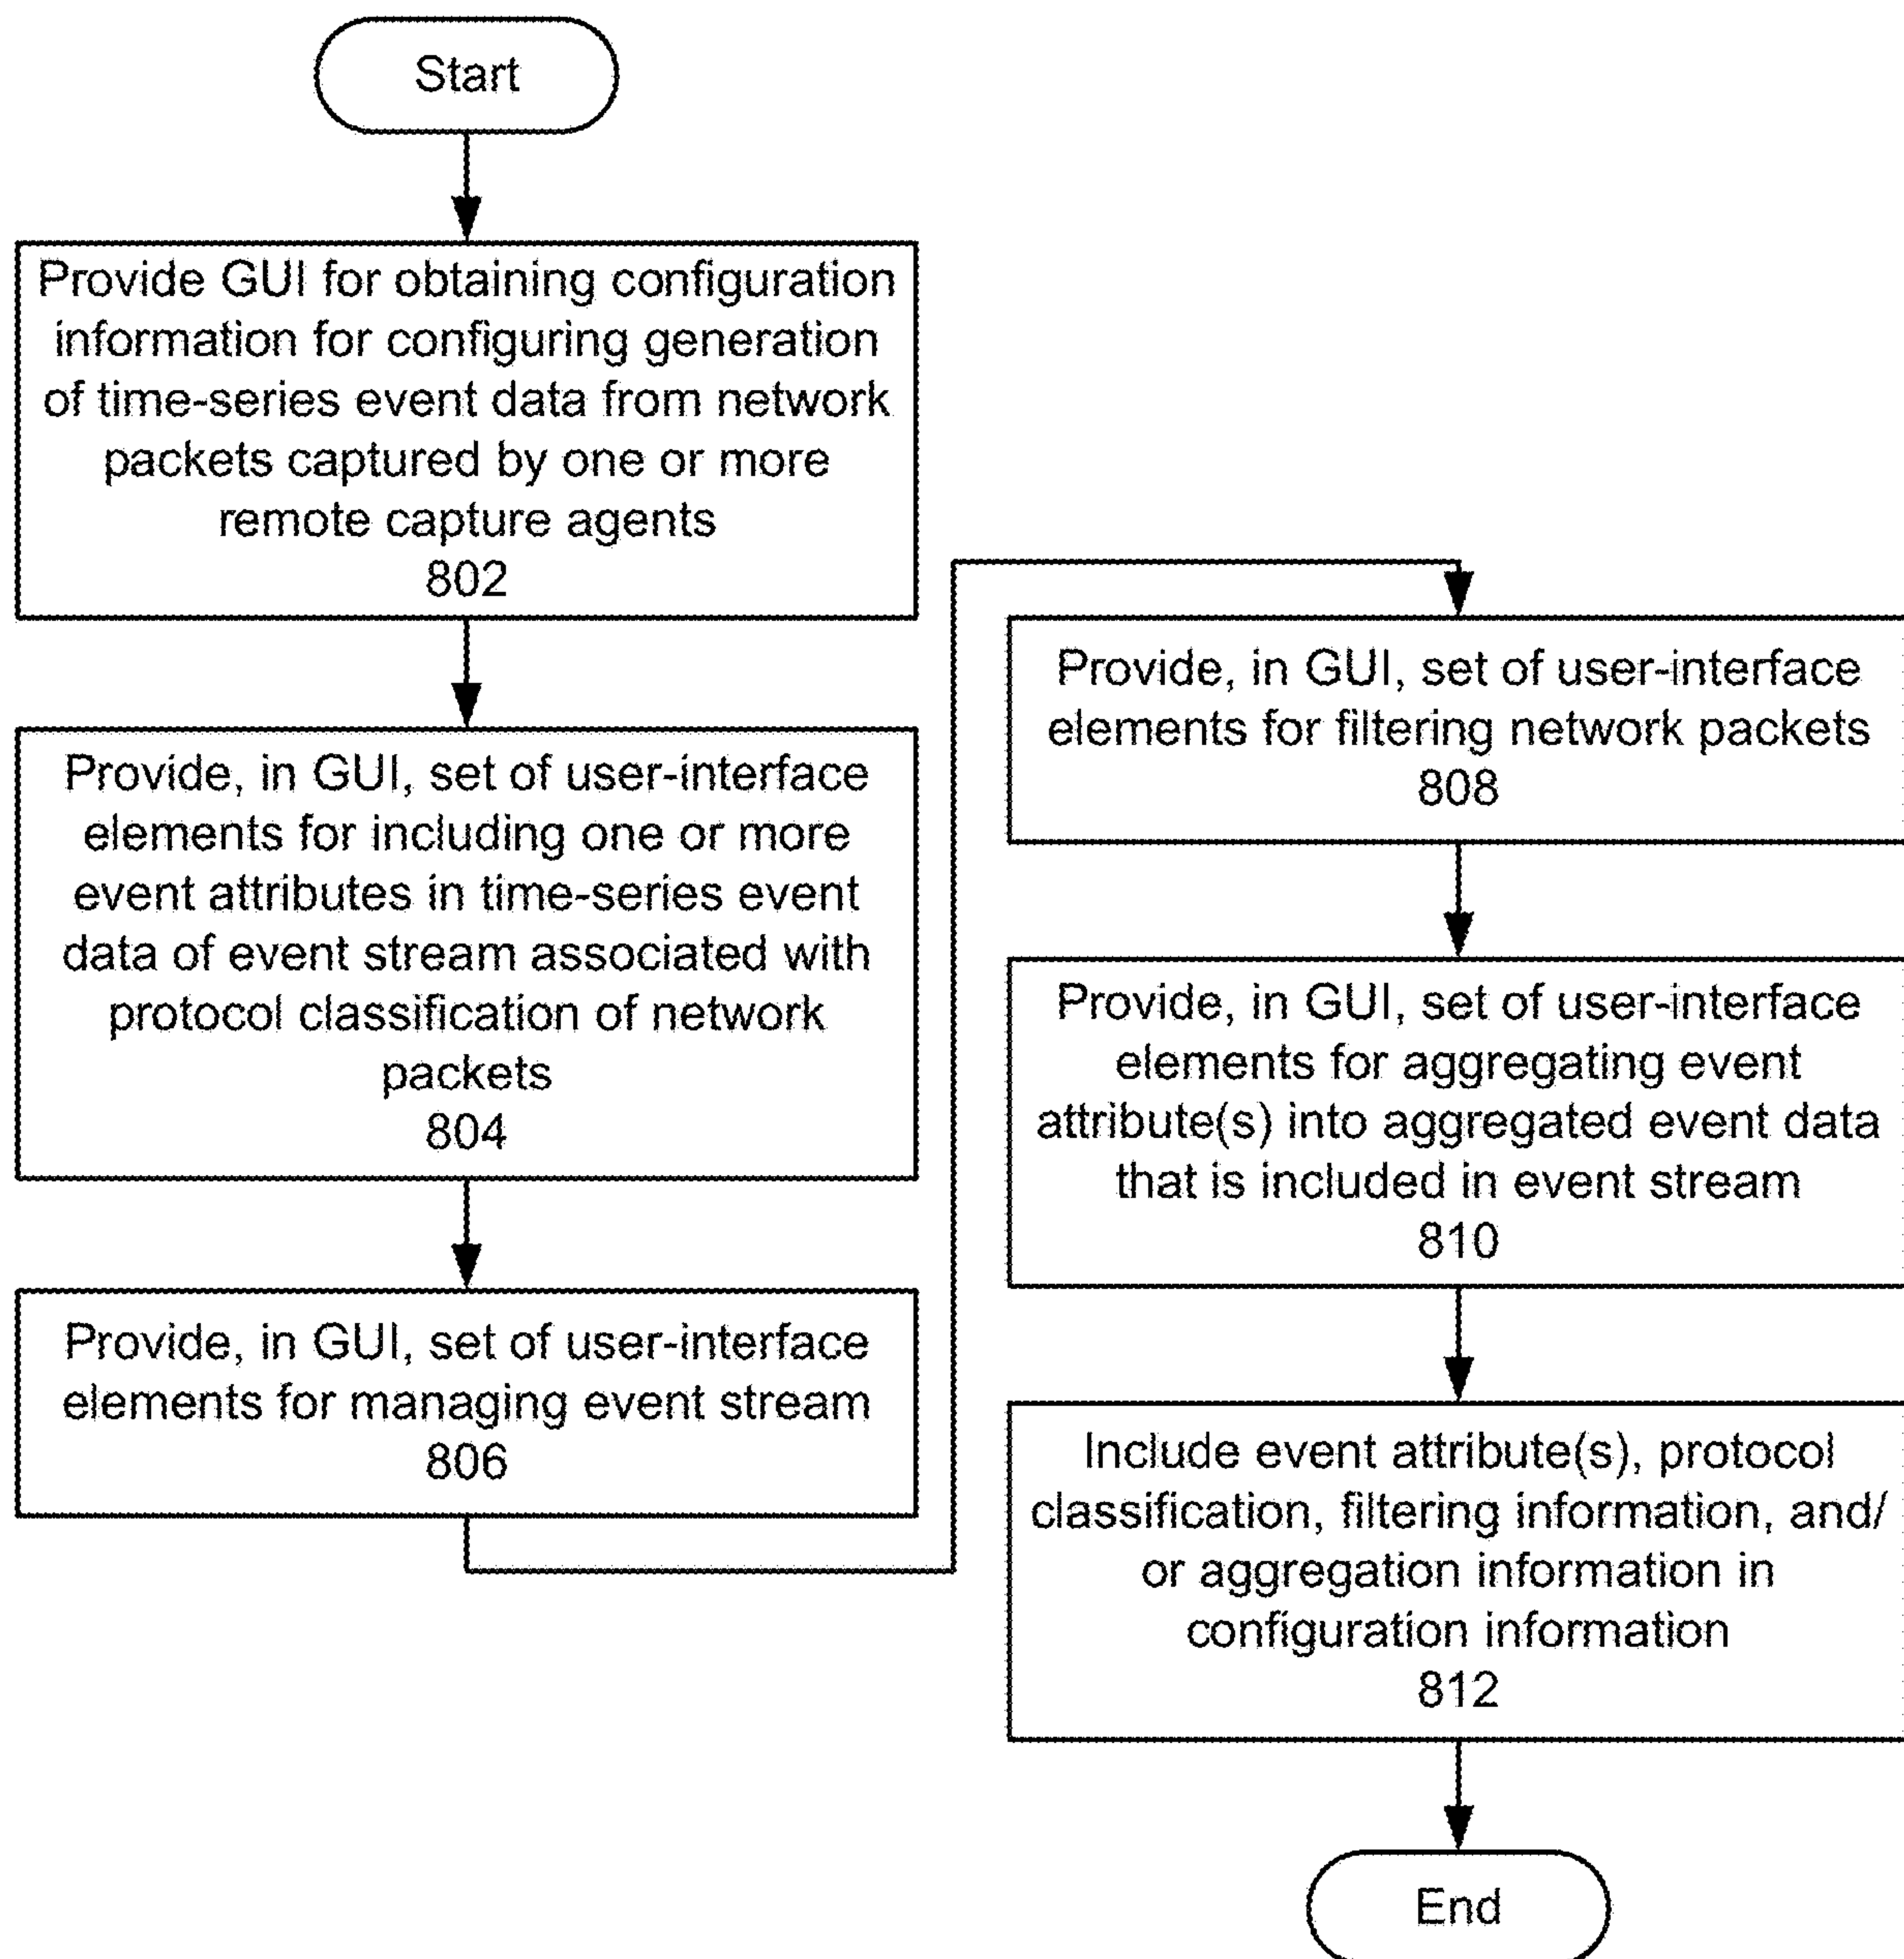 Start
Provide GUI for obtaining configuration
information for configuring generation
of time-series event data from network
packets captured by one or more
remote capture agents
802
Provide, in GUI, set of user-interface
elements for including one or more
event attributes in time-series event
data of event stream associated with
protocol classification of network
packets
804
Provide, in GUI, set of user-interface
elements for managing event stream
806
Provide, in GUI, set of user-interface
elements for filtering network packets
808
Provide, in GUI, set of user-interface
elements for aggregating event
attribute(s) into aggregated event data
that is included in event stream
810
Include event attribute(s), protocol
classification, filtering information, and/
or aggregation information in
configuration information
812
End